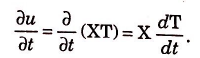 ∂u/∂t = ∂/∂t (XT) = X dT/dt.